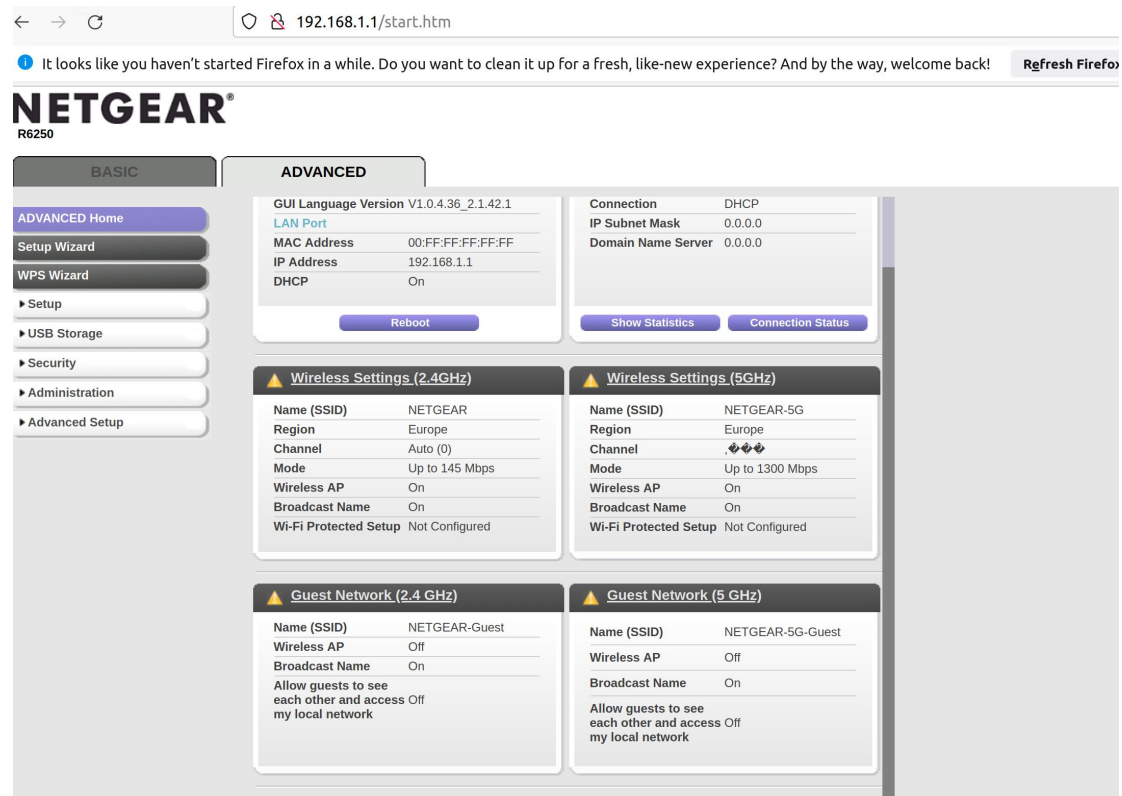 192.168.1.1/start.htm
It looks like you haven't started Firefox in a while. Do you want to clean it up for a fresh, like-new experience? And by the way, welcome back!
Refresh Firefox
NETGEAR®
R6250
BASIC
ADVANCED
ADVANCED Home
Setup Wizard
WPS Wizard
Setup
USB Storage
Security
Administration
Advanced Setup
GUI Language Version V1.0.4.36_2.1.42.1
LAN Port
MAC Address 00:FF:FF:FF:FF:FF
IP Address 192.168.1.1
DHCP On
Reboot
Connection DHCP
IP Subnet Mask 0.0.0.0
Domain Name Server 0.0.0.0
Show Statistics Connection Status
Wireless Settings (2.4GHz)
Name (SSID) NETGEAR
Region Europe
Channel Auto (0)
Mode Up to 145 Mbps
Wireless AP On
Broadcast Name On
Wi-Fi Protected Setup Not Configured
Wireless Settings (5GHz)
Name (SSID) NETGEAR-5G
Region Europe
Channel ,���
Mode Up to 1300 Mbps
Wireless AP On
Broadcast Name On
Wi-Fi Protected Setup Not Configured
Guest Network (2.4 GHz)
Name (SSID) NETGEAR-Guest
Wireless AP Off
Broadcast Name On
Allow guests to see
each other and access Off
my local network
Guest Network (5 GHz)
Name (SSID) NETGEAR-5G-Guest
Wireless AP Off
Broadcast Name On
Allow guests to see
each other and access Off
my local network